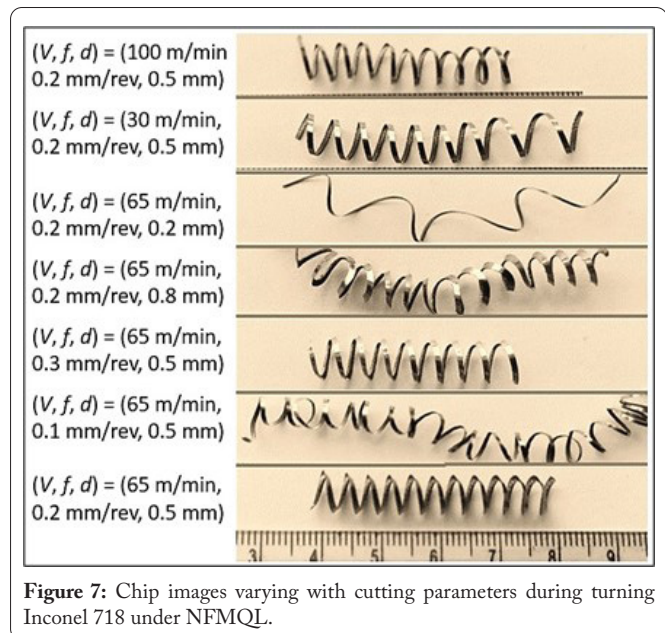 (V, f, d) = (100 m/min
0.2 mm/rev, 0.5 mm)
(V, f, d) = (30 m/min,
0.2 mm/rev, 0.5 mm)
(V, f, d) = (65 m/min,
0.2 mm/rev, 0.2 mm)
(V, f, d) = (65 m/min,
0.2 mm/rev, 0.8 mm)
(V, f, d) = (65 m/min,
0.3 mm/rev, 0.5 mm)
(V, f, d) = (65 m/min,
0.1 mm/rev, 0.5 mm)
(V, f, d) = (65 m/min,
0.2 mm/rev, 0.5 mm)
3 4 5 6 7 8 9
Figure 7: Chip images varying with cutting parameters during turning
Inconel 718 under NFMQL.